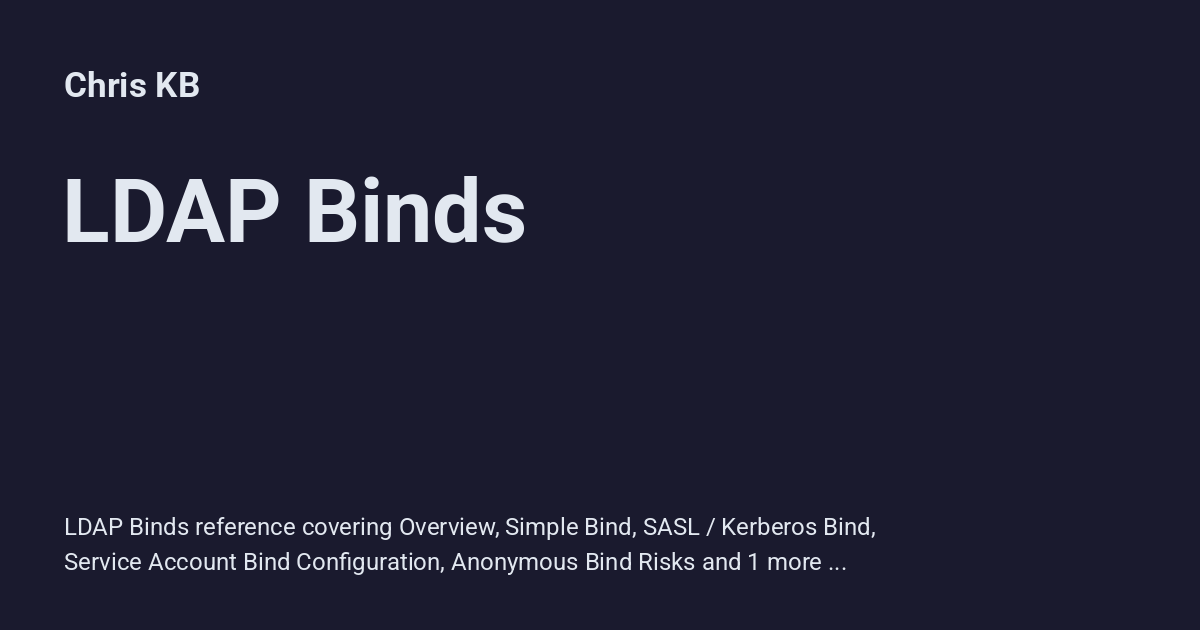 Chris KB
LDAP Binds
LDAP Binds reference covering Overview, Simple Bind, SASL / Kerberos Bind,
Service Account Bind Configuration, Anonymous Bind Risks and 1 more ...